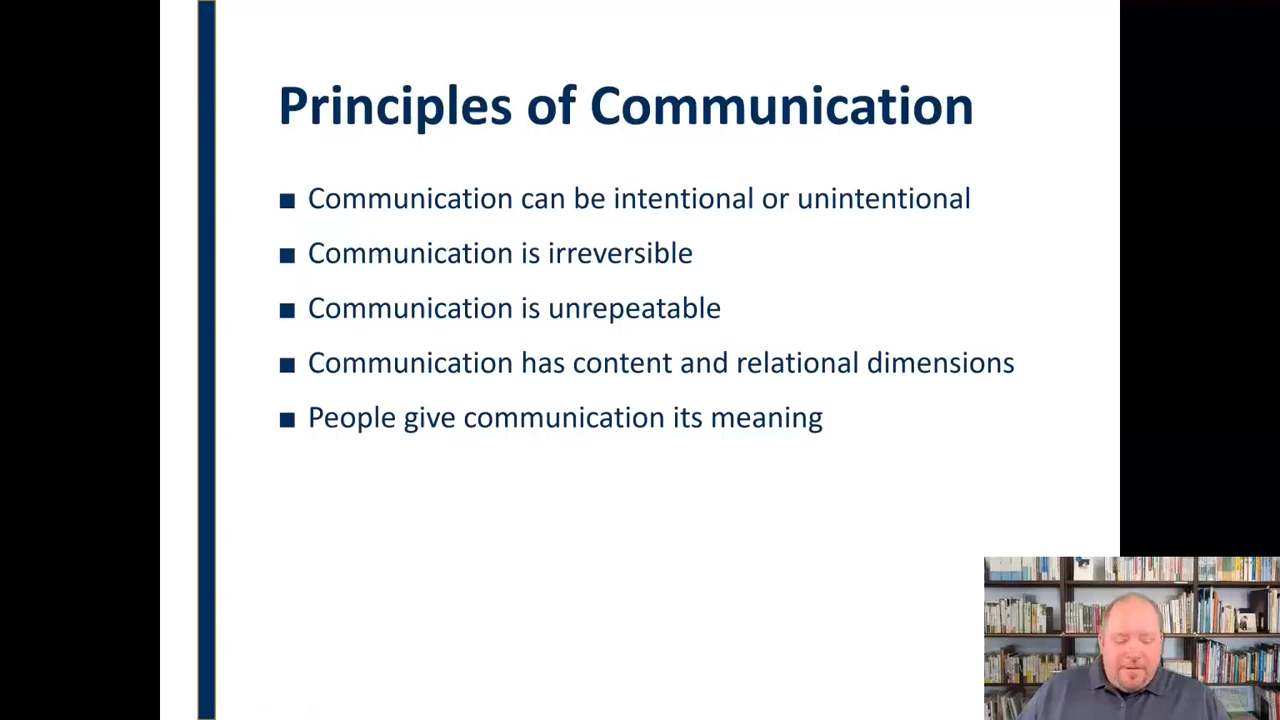 Principles of Communication
■ Communication can be intentional or unintentional
■ Communication is irreversible
■ Communication is unrepeatable
■ Communication has content and relational dimensions
■ People give communication its meaning